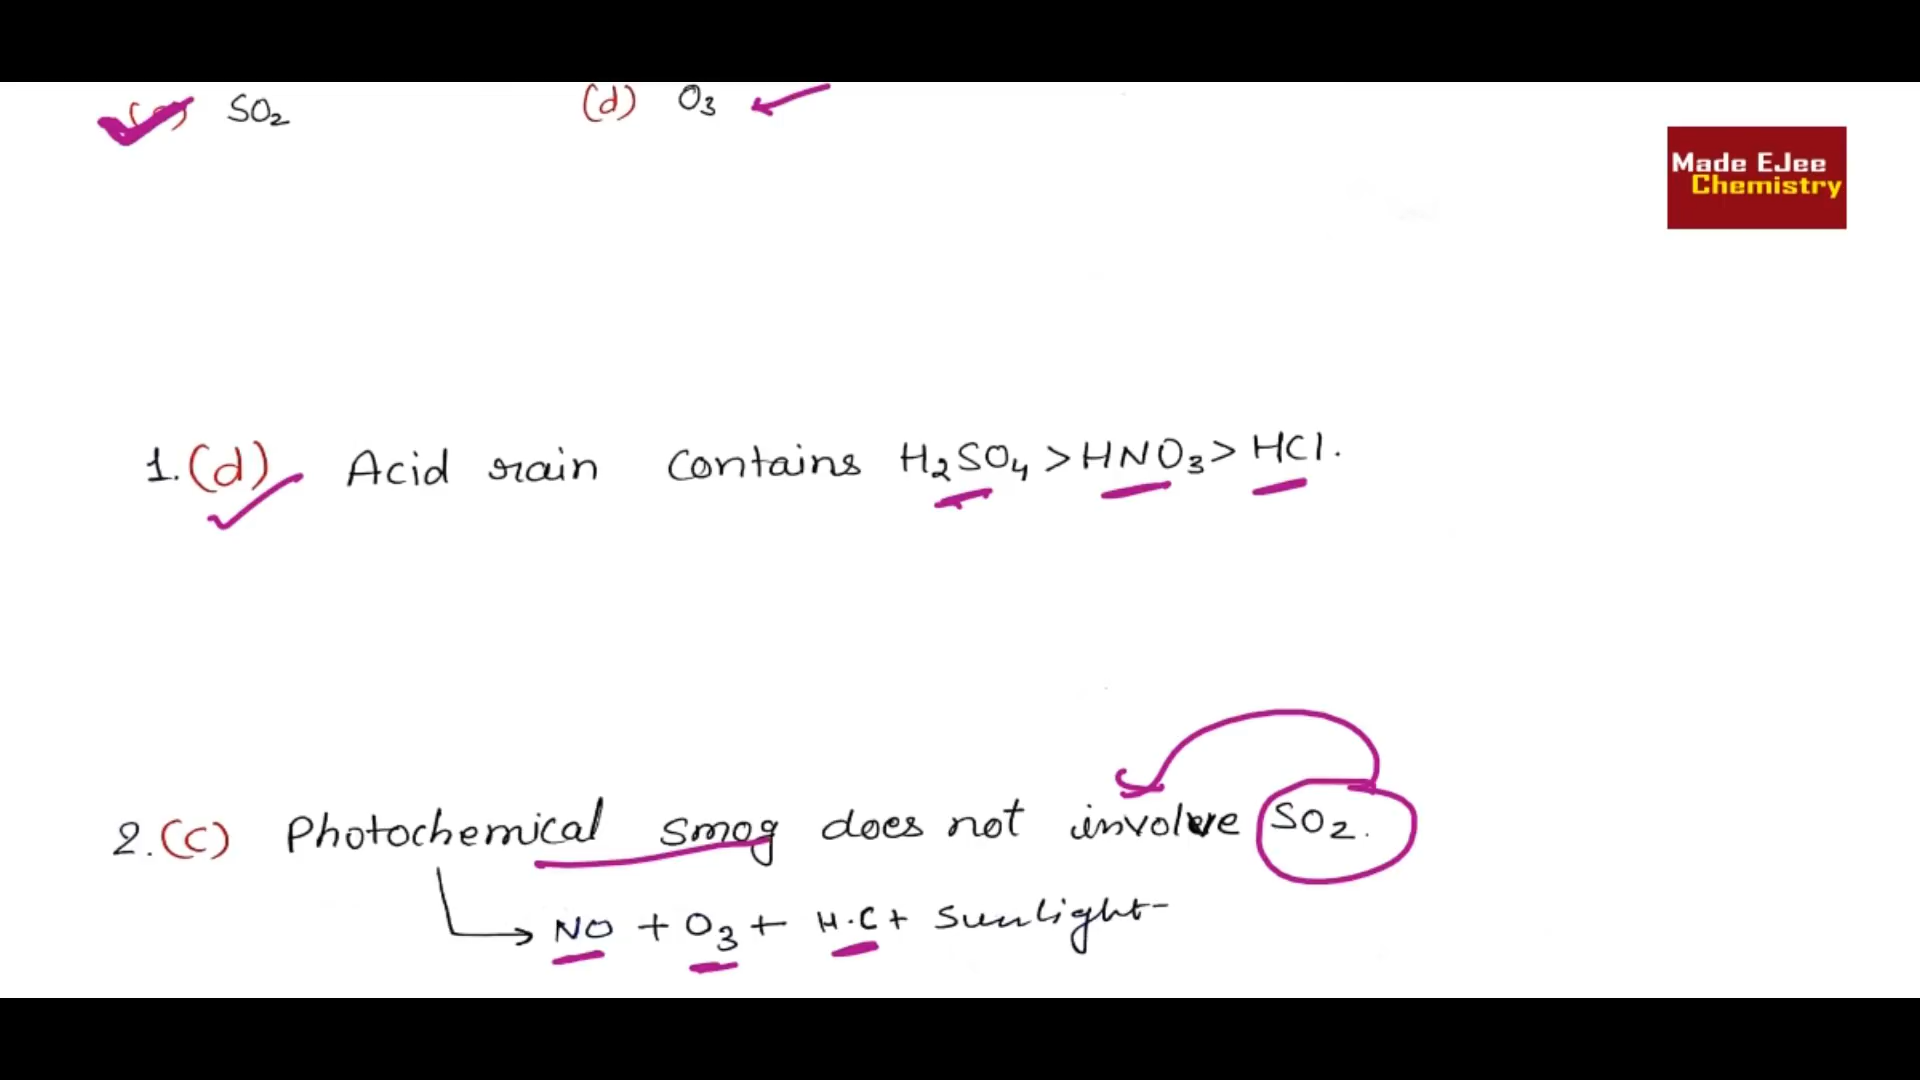 (c) SO₂ (d) O₃
Made EJee
Chemistry
1. (d) Acid rain contains H₂SO₄ > HNO₃ > HCl.
2. (c) Photochemical smog does not involve SO₂.
NO + O₃ + H.C + Sunlight